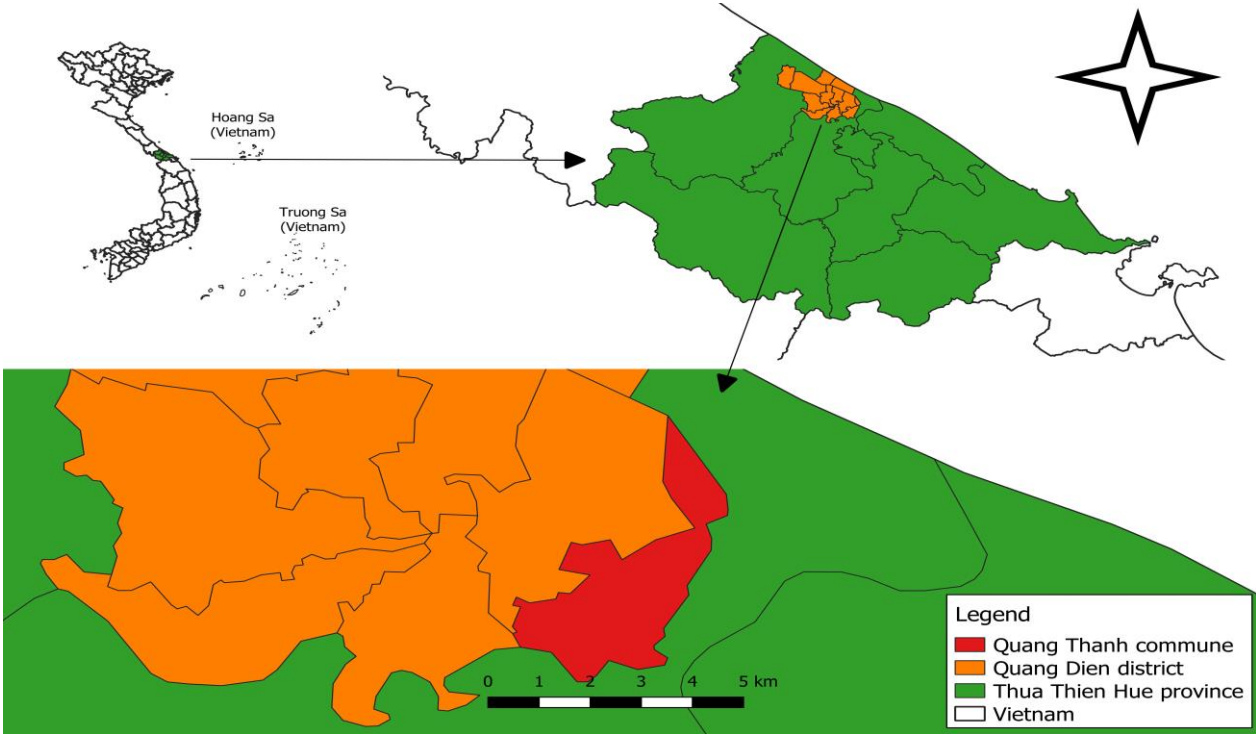 Hoang Sa
(Vietnam)
Truong Sa
(Vietnam)
0 1 2 3 4 5 km
Legend
Quang Thanh commune
Quang Dien district
Thua Thien Hue province
Vietnam